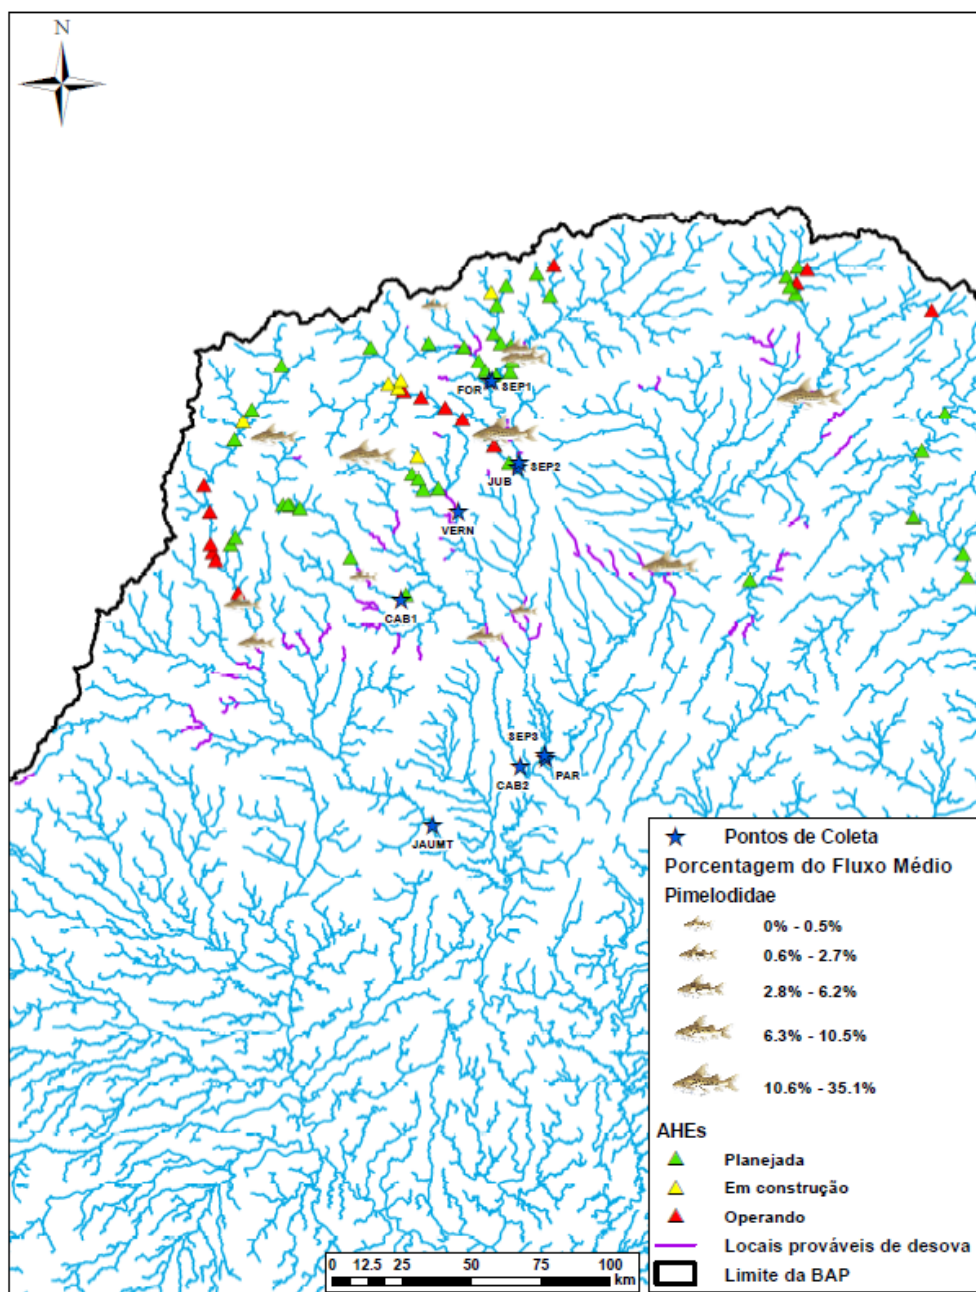 N
FOR
SEP1
SEP2
JUB
VERN
CAB1
SEP3
PAR
CAB2
JAUMT
Pontos de Coleta
Porcentagem do Fluxo Médio
Pimelodidae
0% - 0.5%
0.6% - 2.7%
2.8% - 6.2%
6.3% - 10.5%
10.6% - 35.1%
AHEs
Planejada
Em construção
Operando
Locais prováveis de desova
Limite da BAP
0 12.5 25 50 75 100
km